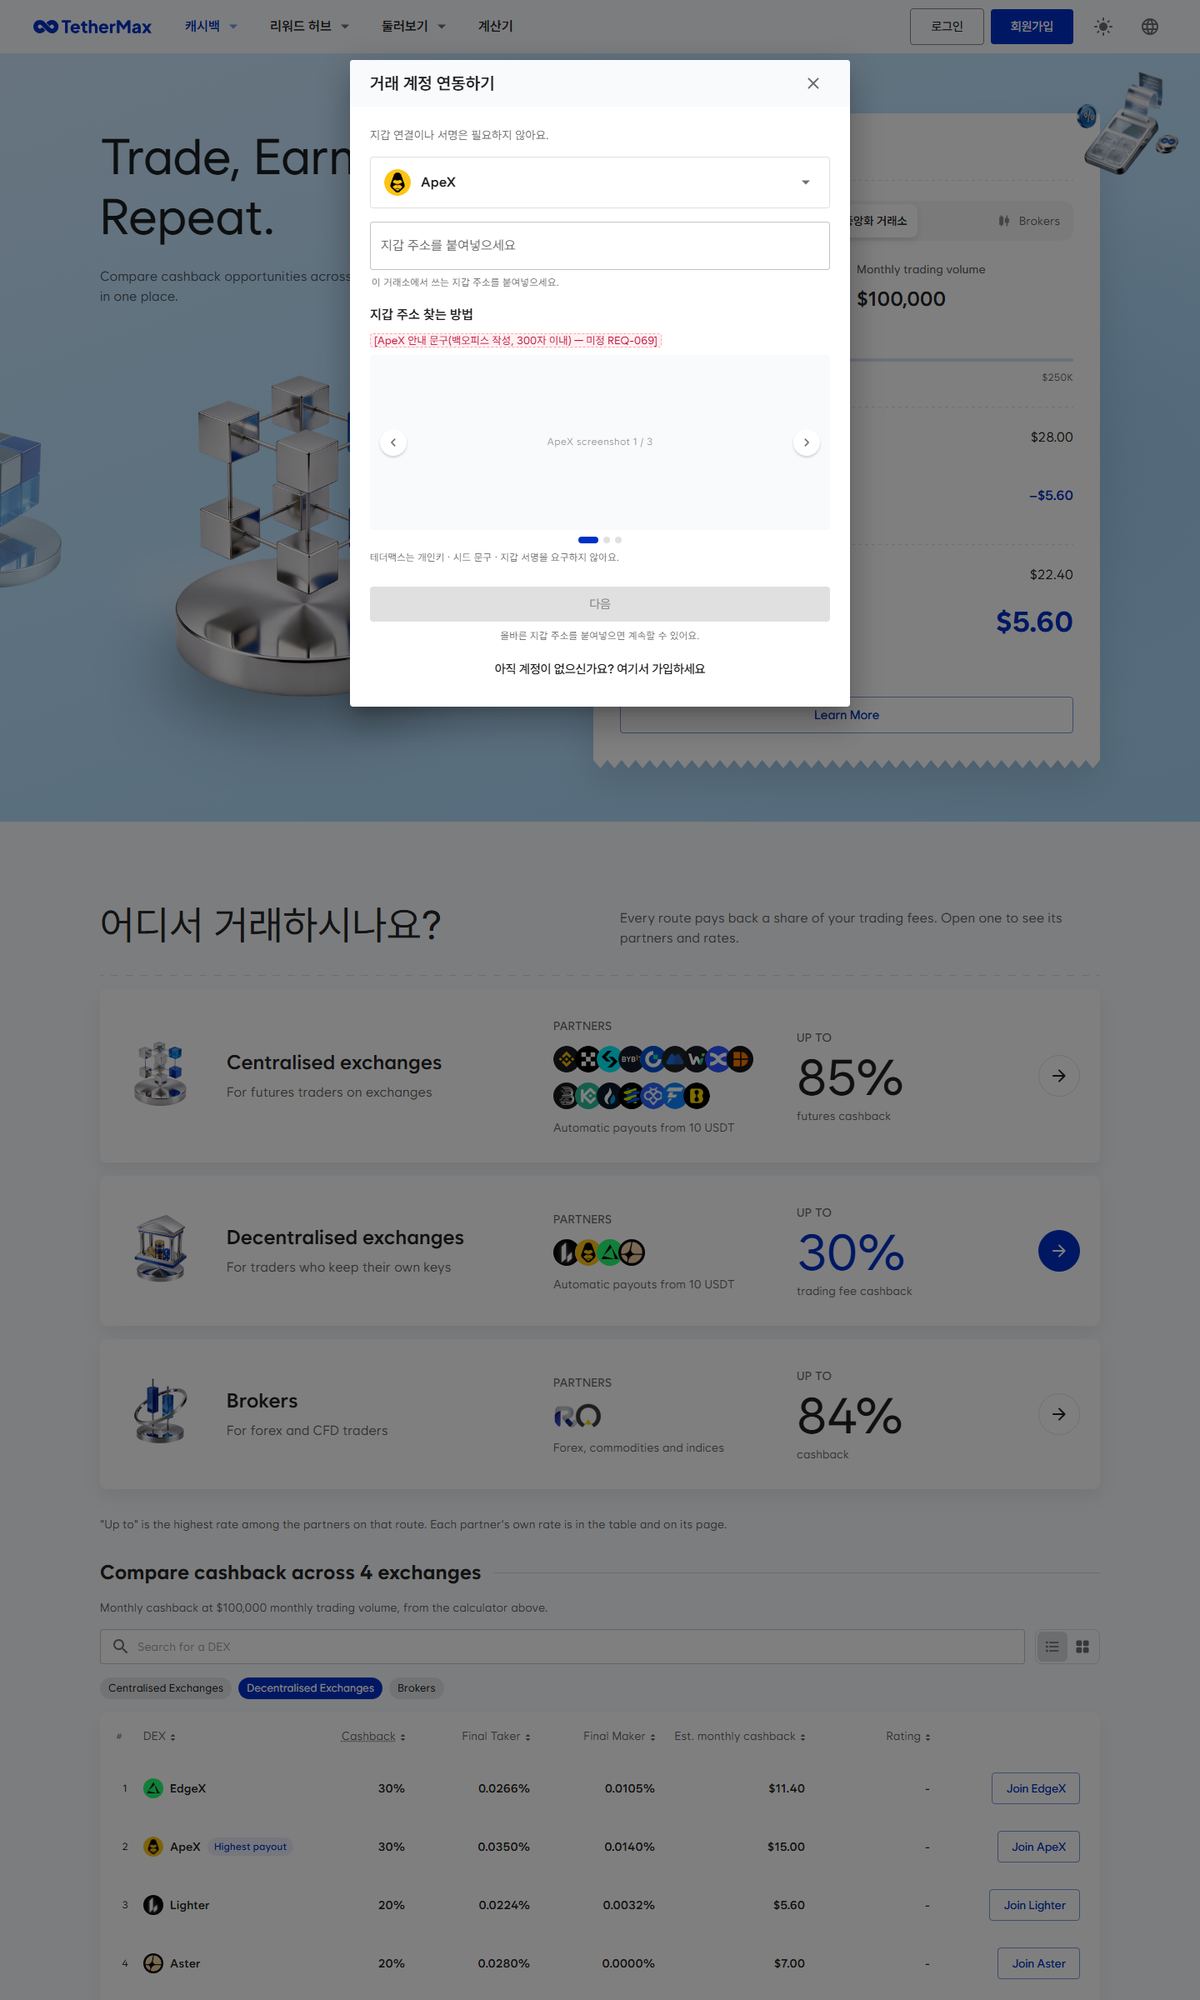 TetherMax
캐시백
리워드 허브
둘러보기
계산기
로그인
회원가입
거래 계정 연동하기
지갑 연결이나 서명은 필요하지 않아요.
ApeX
지갑 주소를 붙여넣으세요
이 거래소에서 쓰는 지갑 주소를 붙여넣으세요.
지갑 주소 찾는 방법
[ApeX 안내 문구(백오피스 작성, 300자 이내) — 미정 REQ-069]
ApeX screenshot 1 / 3
테더맥스는 개인키 · 시드 문구 · 지갑 서명을 요구하지 않아요.
다음
올바른 지갑 주소를 붙여넣으면 계속할 수 있어요.
아직 계정이 없으신가요? 여기서 가입하세요
Trade, Earn
Repeat.
Compare cashback opportunities across
in one place.
중앙화 거래소
Brokers
Monthly trading volume
$100,000
$250K
$28.00
–$5.60
$22.40
$5.60
Learn More
어디서 거래하시나요?
Every route pays back a share of your trading fees. Open one to see its
partners and rates.
Centralised exchanges
For futures traders on exchanges
PARTNERS
Automatic payouts from 10 USDT
UP TO
85%
futures cashback
Decentralised exchanges
For traders who keep their own keys
PARTNERS
Automatic payouts from 10 USDT
UP TO
30%
trading fee cashback
Brokers
For forex and CFD traders
PARTNERS
Forex, commodities and indices
UP TO
84%
cashback
"Up to" is the highest rate among the partners on that route. Each partner's own rate is in the table and on its page.
Compare cashback across 4 exchanges
Monthly cashback at $100,000 monthly trading volume, from the calculator above.
Search for a DEX
Centralised Exchanges
Decentralised Exchanges
Brokers
# DEX Cashback Final Taker Final Maker Est. monthly cashback Rating
1 EdgeX 30% 0.0266% 0.0105% $11.40 - Join EdgeX
2 ApeX Highest payout 30% 0.0350% 0.0140% $15.00 - Join ApeX
3 Lighter 20% 0.0224% 0.0032% $5.60 - Join Lighter
4 Aster 20% 0.0280% 0.0000% $7.00 - Join Aster